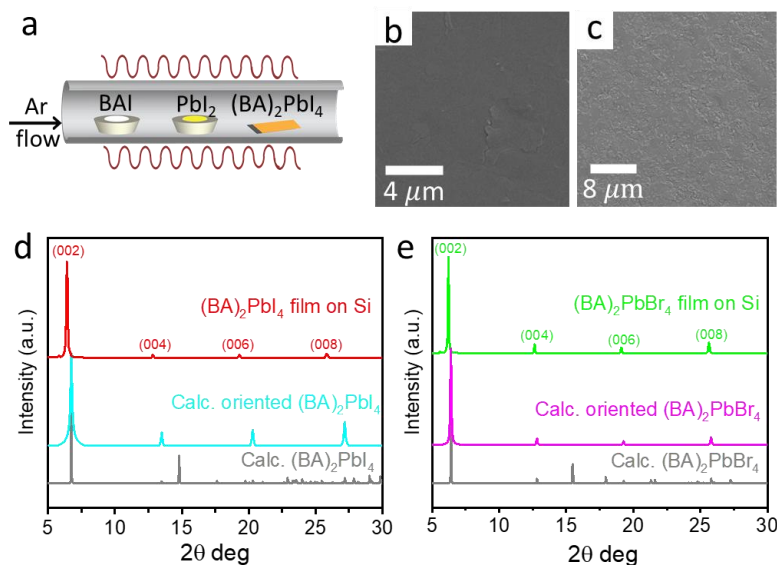 a
BAI PbI₂ (BA)₂PbI₄
Ar
flow
b
4 μm
c
8 μm
d
(002)
(BA)₂PbI₄ film on Si
(004) (006) (008)
Calc. oriented (BA)₂PbI₄
Calc. (BA)₂PbI₄
Intensity (a.u.)
5 10 15 20 25 30
2θ deg
e
(002)
(BA)₂PbBr₄ film on Si
(004) (006) (008)
Calc. oriented (BA)₂PbBr₄
Calc. (BA)₂PbBr₄
Intensity (a.u.)
5 10 15 20 25 30
2θ deg